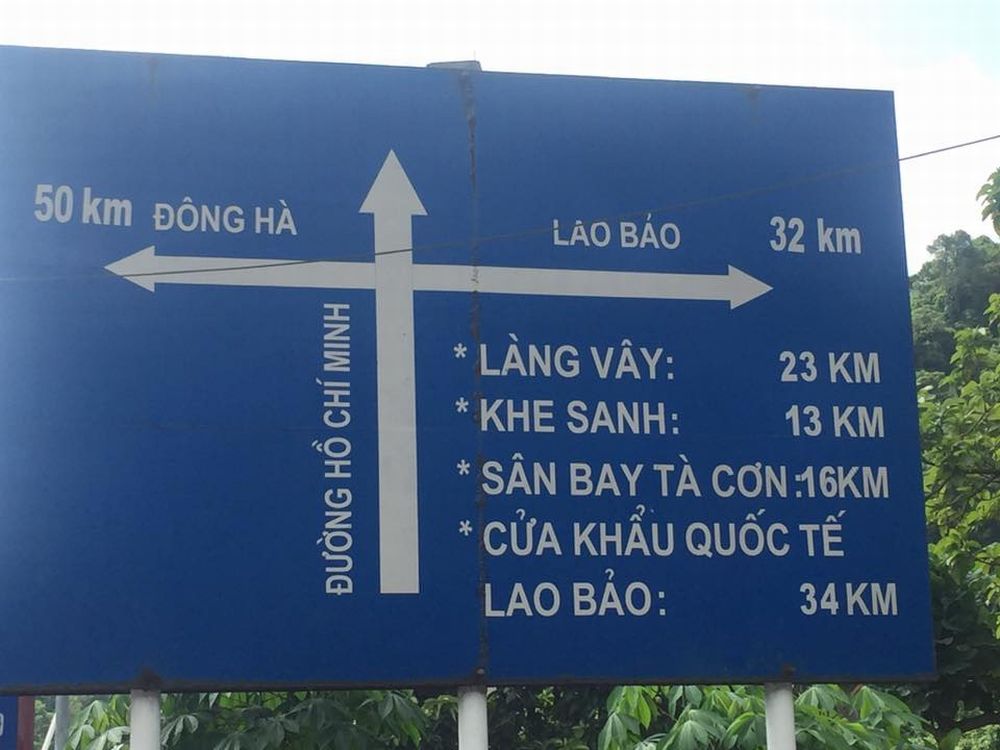 50 km ĐÔNG HÀ
LAO BẢO 32 km
ĐƯỜNG HỒ CHÍ MINH
* LÀNG VÂY: 23 KM
* KHE SANH: 13 KM
* SÂN BAY TÀ CƠN:16KM
* CỬA KHẨU QUỐC TẾ
LAO BẢO: 34 KM
9